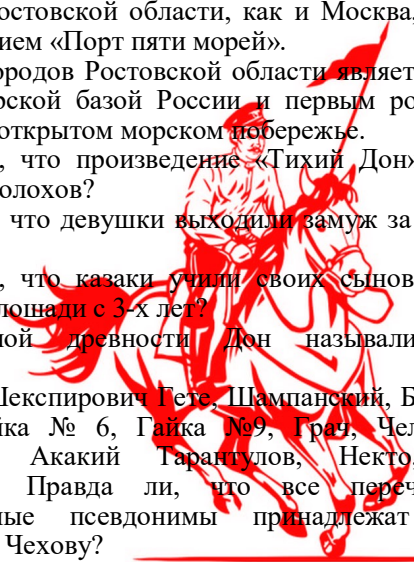 остовской области, как и Москва,
ием «Порт пяти морей».
ородов Ростовской области являет
рской базой России и первым ро
открытом морском побережье.
, что произведение «Тихий Дон»
олохов?
что девушки выходили замуж за
, что казаки учили своих сынов
лошади с 3-х лет?
ой древности Дон называли
Шекспирович Гете, Шампанский, Б
йка № 6, Гайка №9, Грач, Чел
Акакий Тарантулов, Некто,
Правда ли, что все переч
ные псевдонимы принадлежат
Чехову?